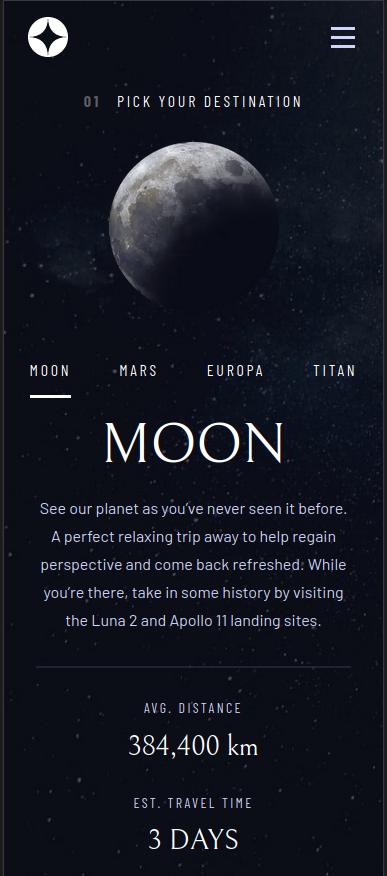 01 PICK YOUR DESTINATION
MOON MARS EUROPA TITAN
MOON
See our planet as you've never seen it before.
A perfect relaxing trip away to help regain
perspective and come back refreshed. While
you're there, take in some history by visiting
the Luna 2 and Apollo 11 landing sites.
AVG. DISTANCE
384,400 km
EST. TRAVEL TIME
3 DAYS